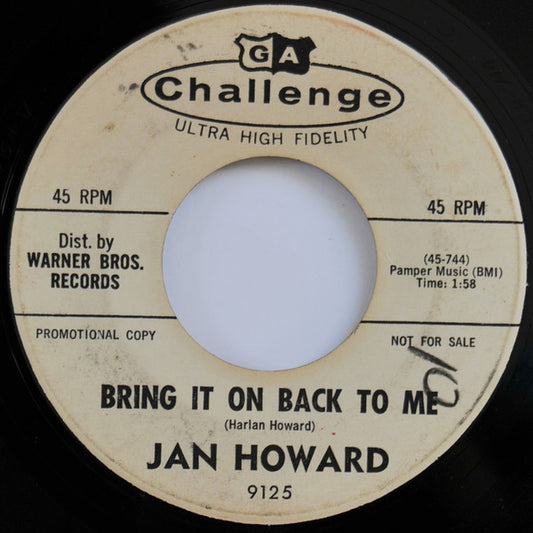 GA
Challenge
ULTRA HIGH FIDELITY
45 RPM
45 RPM
Dist. by
WARNER BROS.
RECORDS
(45-744)
Pamper Music (BMI)
Time: 1:58
PROMOTIONAL COPY
NOT FOR SALE
BRING IT ON BACK TO ME
(Harlan Howard)
JAN HOWARD
9125